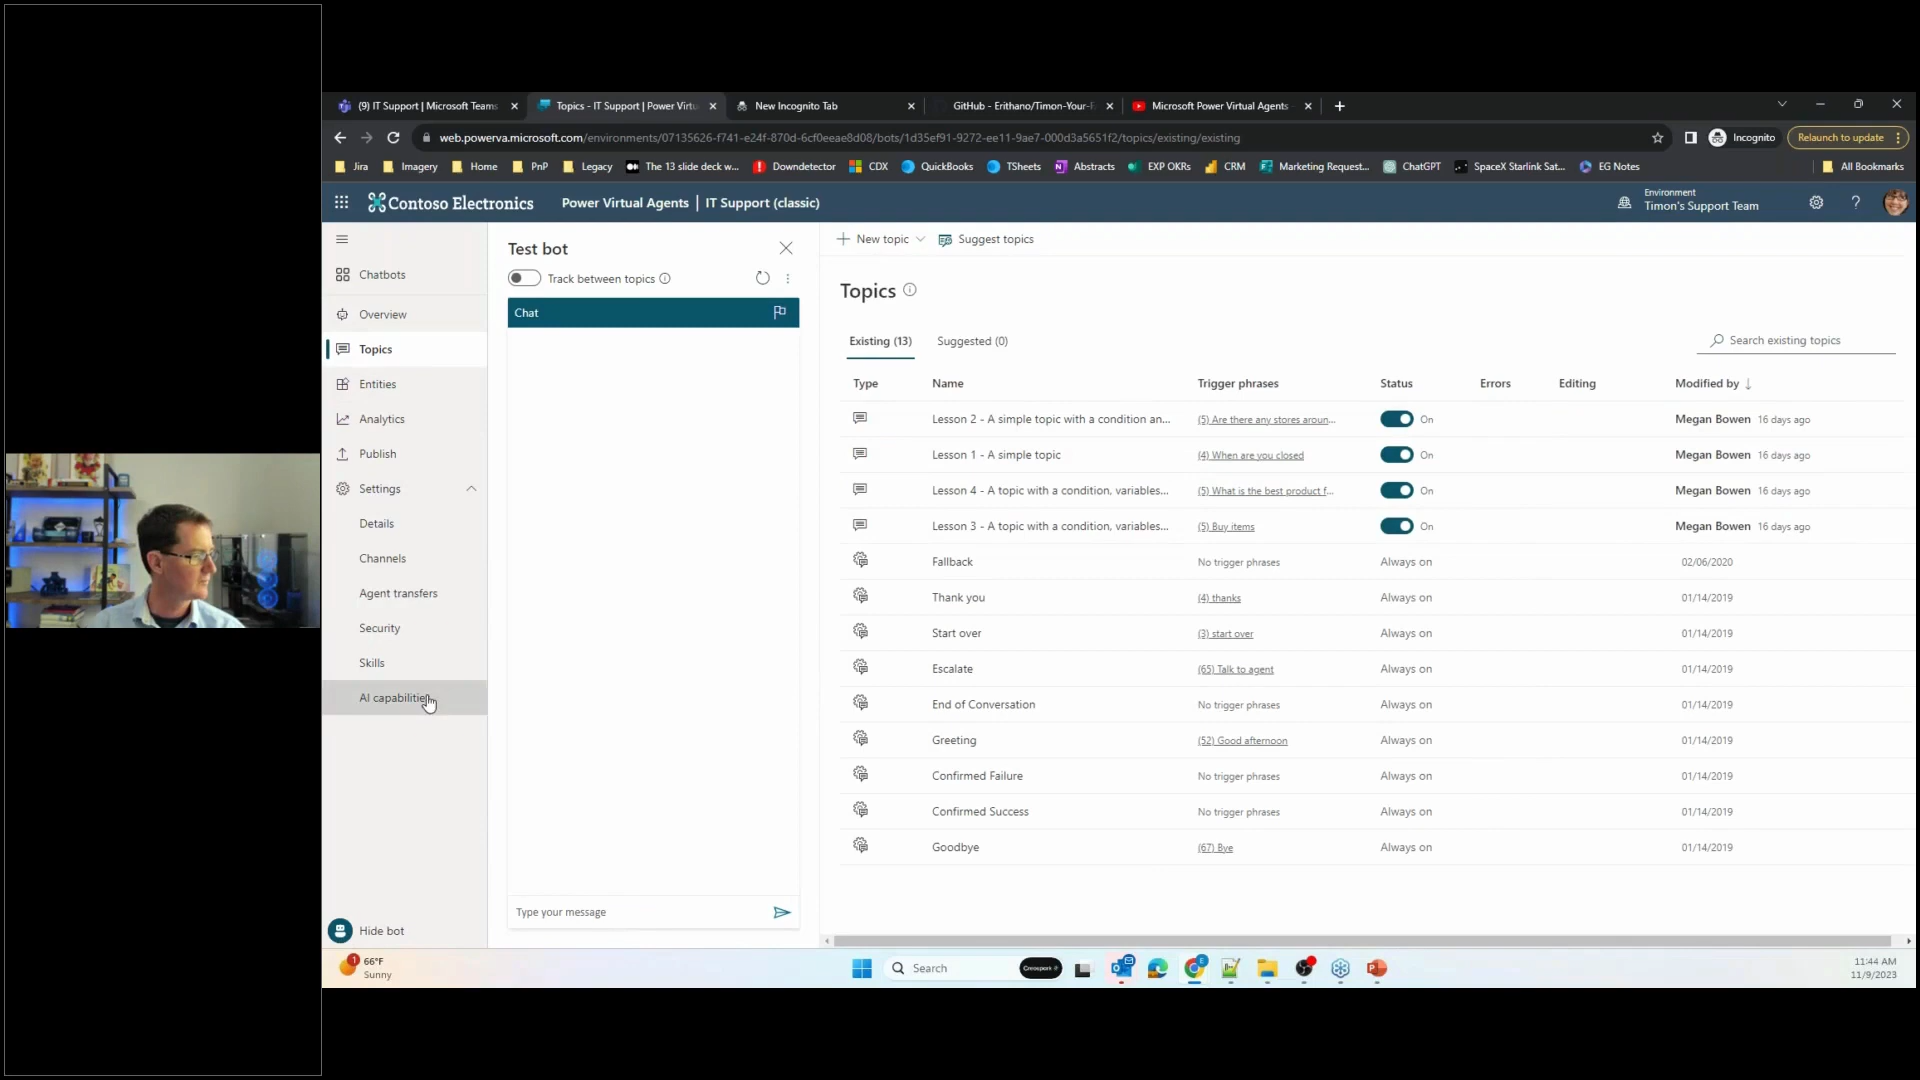 (9) IT Support | Microsoft Teams
Topics - IT Support | Power Virtu
New Incognito Tab
GitHub - Erithano/Timon-Your-F
Microsoft Power Virtual Agents -
web.powerva.microsoft.com/environments/07135626-f741-e24f-870d-6cf0eeae8d08/bots/1d35ef91-9272-ee11-9ae7-000d3a5651f2/topics/existing/existing
Incognito
Relaunch to update
Jira
Imagery
Home
PnP
Legacy
The 13 slide deck w...
Downdetector
CDX
QuickBooks
TSheets
Abstracts
EXP OKRs
CRM
Marketing Request...
ChatGPT
SpaceX Starlink Sat...
EG Notes
All Bookmarks
Contoso Electronics
Power Virtual Agents | IT Support (classic)
Environment
Timon's Support Team
?
Chatbots
Overview
Topics
Entities
Analytics
Publish
Settings
Details
Channels
Agent transfers
Security
Skills
AI capabilitie
Hide bot
Test bot
Track between topics
Chat
Type your message
New topic
Suggest topics
Topics
Existing (13)
Suggested (0)
Search existing topics
Type Name Trigger phrases Status Errors Editing Modified by ↓
Lesson 2 - A simple topic with a condition an... (5) Are there any stores aroun... On Megan Bowen 16 days ago
Lesson 1 - A simple topic (4) When are you closed On Megan Bowen 16 days ago
Lesson 4 - A topic with a condition, variables... (5) What is the best product f... On Megan Bowen 16 days ago
Lesson 3 - A topic with a condition, variables... (5) Buy items On Megan Bowen 16 days ago
Fallback No trigger phrases Always on 02/06/2020
Thank you (4) thanks Always on 01/14/2019
Start over (3) start over Always on 01/14/2019
Escalate (65) Talk to agent Always on 01/14/2019
End of Conversation No trigger phrases Always on 01/14/2019
Greeting (52) Good afternoon Always on 01/14/2019
Confirmed Failure No trigger phrases Always on 01/14/2019
Confirmed Success No trigger phrases Always on 01/14/2019
Goodbye (67) Bye Always on 01/14/2019
1
66°F
Sunny
Search
11:44 AM
11/9/2023